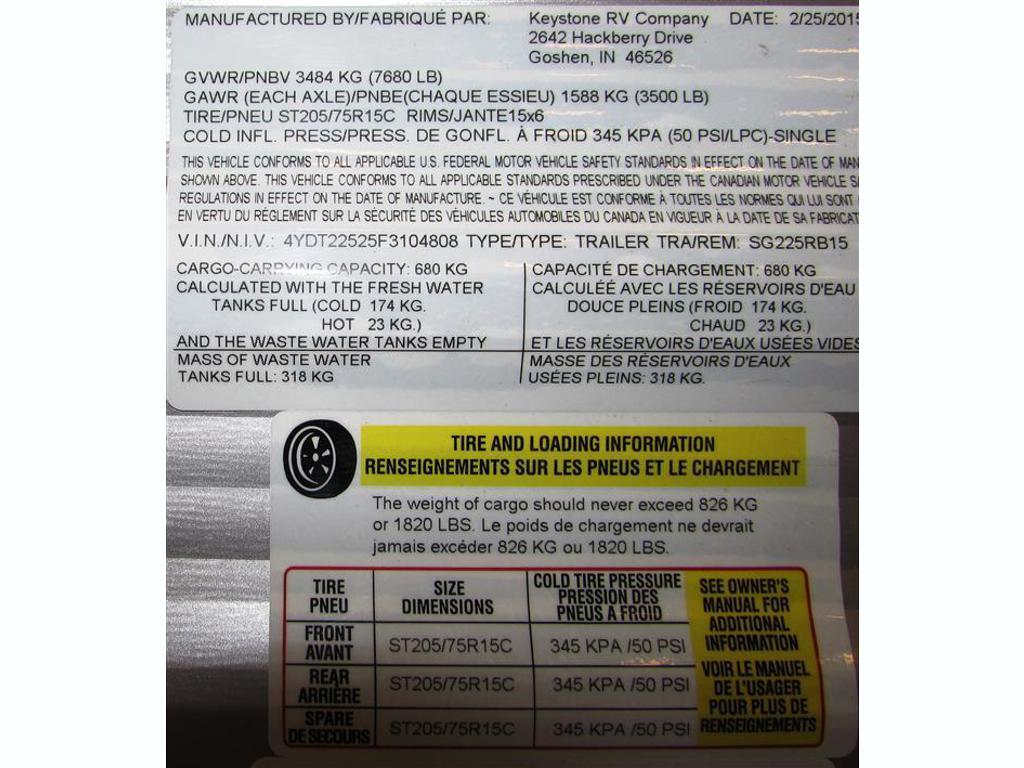 MANUFACTURED BY/FABRIQUÉ PAR: Keystone RV Company DATE: 2/25/2015
2642 Hackberry Drive
Goshen, IN 46526
GVWR/PNBV 3484 KG (7680 LB)
GAWR (EACH AXLE)/PNBE(CHAQUE ESSIEU) 1588 KG (3500 LB)
TIRE/PNEU ST205/75R15C RIMS/JANTE15x6
COLD INFL. PRESS/PRESS. DE GONFL. À FROID 345 KPA (50 PSI/LPC)-SINGLE
THIS VEHICLE CONFORMS TO ALL APPLICABLE U.S. FEDERAL MOTOR VEHICLE SAFETY STANDARDS IN EFFECT ON THE DATE OF MAN
SHOWN ABOVE. THIS VEHICLE CONFORMS TO ALL APPLICABLE STANDARDS PRESCRIBED UNDER THE CANADIAN MOTOR VEHICLE SA
REGULATIONS IN EFFECT ON THE DATE OF MANUFACTURE. ~ CE VÉHICULE EST CONFORME À TOUTES LES NORMES QUI LUI SONT
EN VERTU DU RÉGLEMENT SUR LA SÉCURITÉ DES VÉHICULES AUTOMOBILES DU CANADA EN VIGUEUR À LA DATE DE SA FABRICAT
V.I.N./N.I.V.: 4YDT22525F3104808 TYPE/TYPE: TRAILER TRA/REM: SG225RB15
CARGO-CARRYING CAPACITY: 680 KG
CALCULATED WITH THE FRESH WATER
TANKS FULL (COLD 174 KG.
HOT 23 KG.)
AND THE WASTE WATER TANKS EMPTY
MASS OF WASTE WATER
TANKS FULL: 318 KG
CAPACITÉ DE CHARGEMENT: 680 KG
CALCULÉE AVEC LES RÉSERVOIRS D'EAU
DOUCE PLEINS (FROID 174 KG.
CHAUD 23 KG.)
ET LES RÉSERVOIRS D'EAUX USÉES VIDES
MASSE DES RÉSERVOIRS D'EAUX
USÉES PLEINS: 318 KG.
TIRE AND LOADING INFORMATION
RENSEIGNEMENTS SUR LES PNEUS ET LE CHARGEMENT
The weight of cargo should never exceed 826 KG
or 1820 LBS. Le poids de chargement ne devrait
jamais excéder 826 KG ou 1820 LBS.
TIRE
PNEU
SIZE
DIMENSIONS
COLD TIRE PRESSURE
PRESSION DES
PNEUS A FROID
FRONT
AVANT
ST205/75R15C
345 KPA /50 PSI
REAR
ARRIÈRE
ST205/75R15C
345 KPA /50 PSI
SPARE
DE SECOURS
ST205/75R15C
345 KPA /50 PSI
SEE OWNER'S
MANUAL FOR
ADDITIONAL
INFORMATION
VOIR LE MANUEL
DE L'USAGER
POUR PLUS DE
RENSEIGNEMENTS